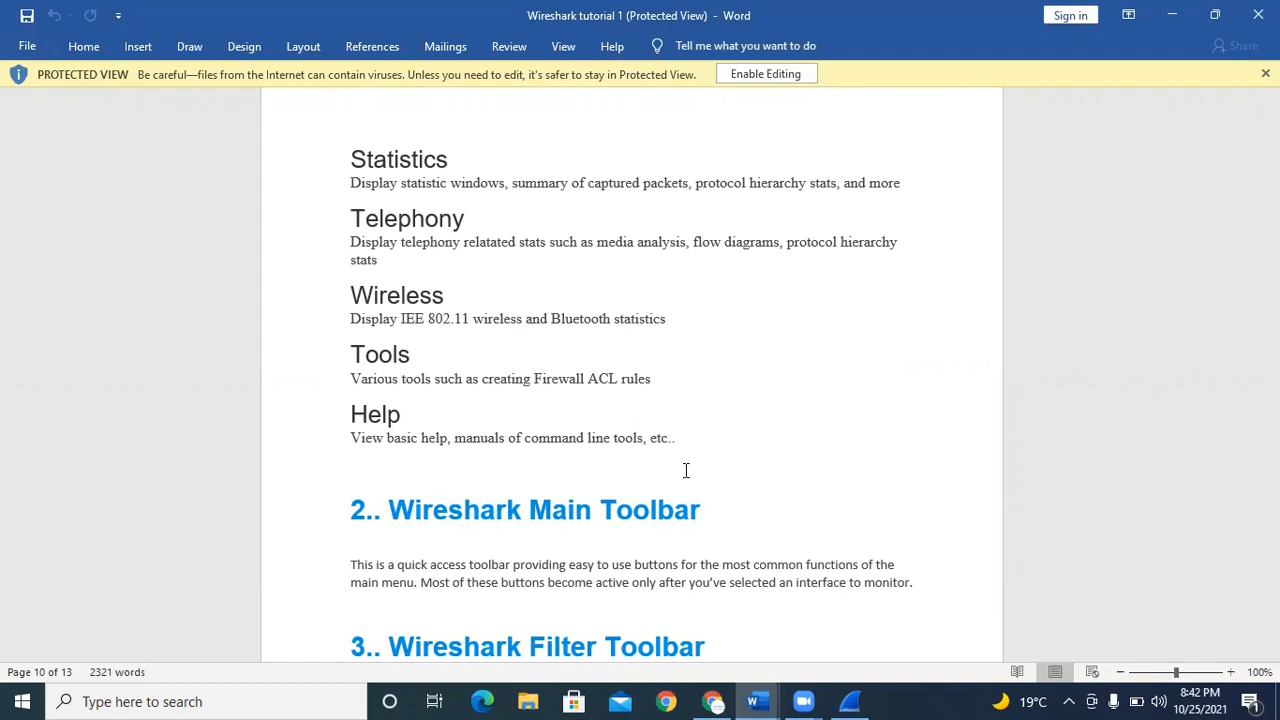 Wireshark tutorial 1 (Protected View) - Word
Sign in
File Home Insert Draw Design Layout References Mailings Review View Help Tell me what you want to do Share
PROTECTED VIEW Be careful—files from the Internet can contain viruses. Unless you need to edit, it's safer to stay in Protected View. Enable Editing
Statistics
Display statistic windows, summary of captured packets, protocol hierarchy stats, and more
Telephony
Display telephony relatated stats such as media analysis, flow diagrams, protocol hierarchy
stats
Wireless
Display IEE 802.11 wireless and Bluetooth statistics
Tools
Various tools such as creating Firewall ACL rules
Help
View basic help, manuals of command line tools, etc..
2.. Wireshark Main Toolbar
This is a quick access toolbar providing easy to use buttons for the most common functions of the
main menu. Most of these buttons become active only after you’ve selected an interface to monitor.
3.. Wireshark Filter Toolbar
Page 10 of 13 2321 words 100%
Type here to search 19°C 8:42 PM
10/25/2021 1